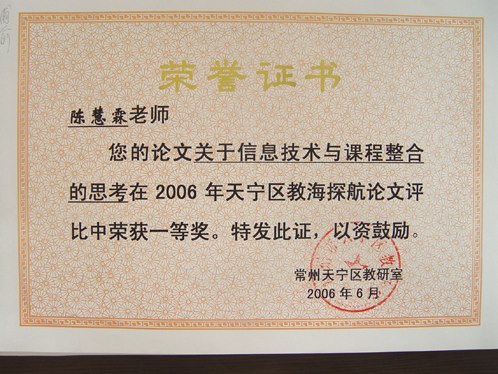 荣誉证书
陈慧霖老师
您的论文关于信息技术与课程整合
的思考在 2006 年天宁区教海探航论文评
比中荣获一等奖。特发此证，以资鼓励。
常州天宁区教研室
2006 年 6 月